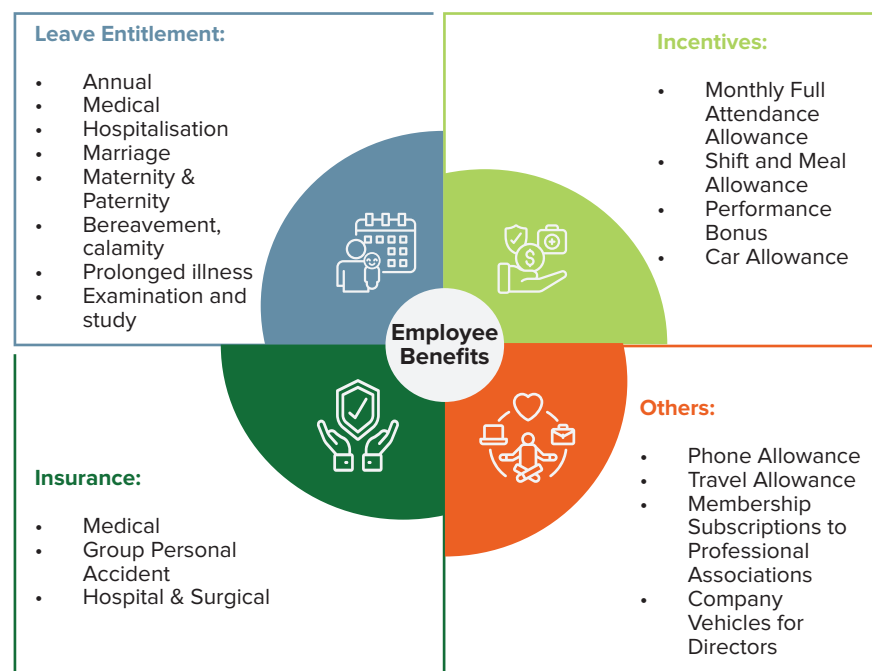 Leave Entitlement:
• Annual
• Medical
• Hospitalisation
• Marriage
• Maternity &
Paternity
• Bereavement,
calamity
• Prolonged illness
• Examination and
study
Incentives:
• Monthly Full
Attendance
Allowance
• Shift and Meal
Allowance
• Performance
Bonus
• Car Allowance
$
Employee
Benefits
Insurance:
• Medical
• Group Personal
Accident
• Hospital & Surgical
Others:
• Phone Allowance
• Travel Allowance
• Membership
Subscriptions to
Professional
Associations
• Company
Vehicles for
Directors